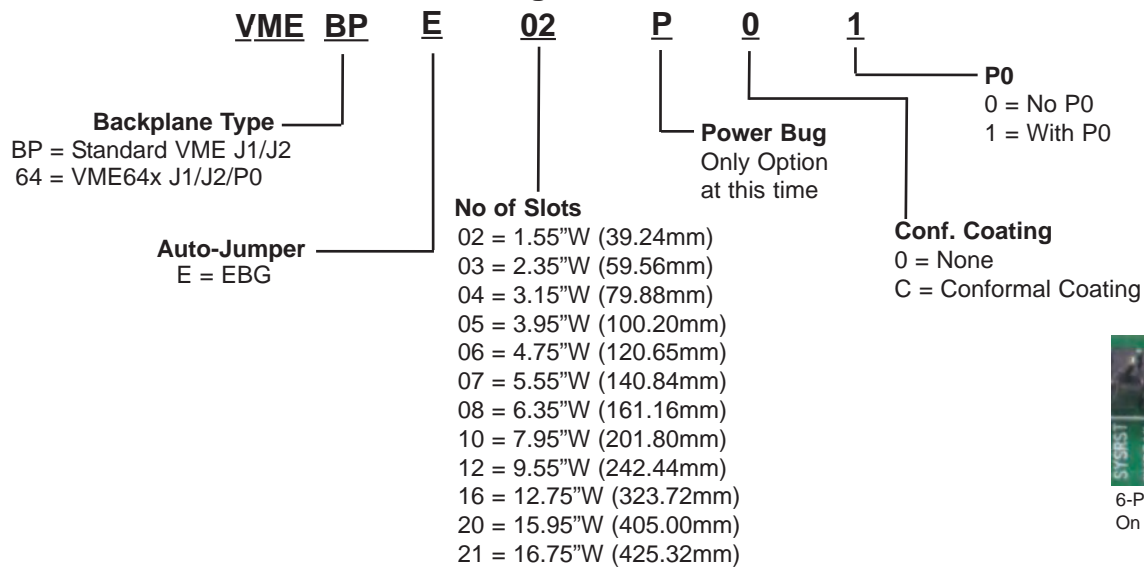 VME BP E 02 P 0 1
Backplane Type
BP = Standard VME J1/J2
64 = VME64x J1/J2/P0
Auto-Jumper
E = EBG
No of Slots
02 = 1.55”W (39.24mm)
03 = 2.35”W (59.56mm)
04 = 3.15”W (79.88mm)
05 = 3.95”W (100.20mm)
06 = 4.75”W (120.65mm)
07 = 5.55”W (140.84mm)
08 = 6.35”W (161.16mm)
10 = 7.95”W (201.80mm)
12 = 9.55”W (242.44mm)
16 = 12.75”W (323.72mm)
20 = 15.95”W (405.00mm)
21 = 16.75”W (425.32mm)
Power Bug
Only Option
at this time
Conf. Coating
0 = None
C = Conformal Coating
P0
0 = No P0
1 = With P0
SYSRST
6-P
On